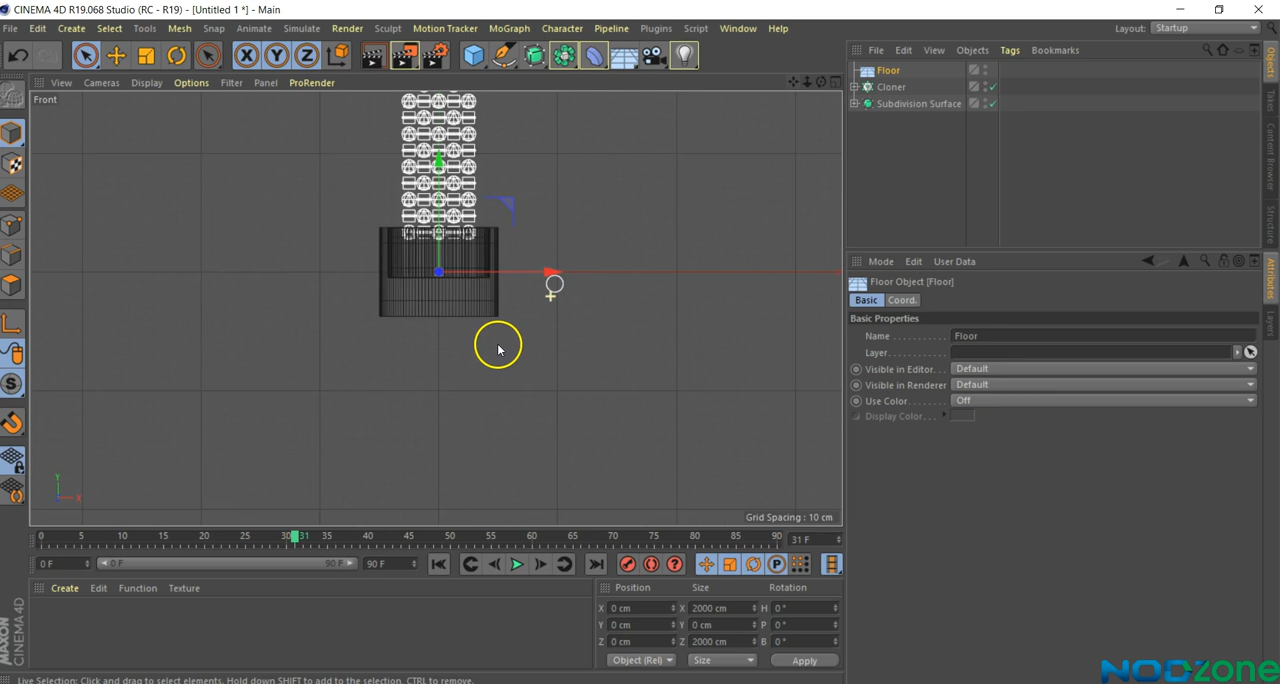 CINEMA 4D R19.068 Studio (RC - R19) - [Untitled 1 *] - Main
File Edit Create Select Tools Mesh Snap Animate Simulate Render Sculpt Motion Tracker MoGraph Character Pipeline Plugins Script Window Help
Layout: Startup
X Y Z
File Edit View Objects Tags Bookmarks
View Cameras Display Options Filter Panel ProRender
Front
Floor
Cloner
Subdivision Surface
Objects
Takes
Content Browser
Structure
Mode Edit User Data
Floor Object [Floor]
Basic Coord.
Basic Properties
Name . . . . . . . . . Floor
Layer. . . . . . . . . . .
Visible in Editor. . . Default
Visible in Renderer Default
Use Color. . . . . . . . Off
Display Color. . .
Attributes
Layers
S
Y
X
Grid Spacing : 10 cm
0 5 10 15 20 25 30 31 35 40 45 50 55 60 65 70 75 80 85 90
31 F
0 F 0 F 90 F 90 F
P
Create Edit Function Texture
Position Size Rotation
X 0 cm X 2000 cm H 0 °
Y 0 cm Y 0 cm P 0 °
Z 0 cm Z 2000 cm B 0 °
Object (Rel) Size Apply
MAXON
CINEMA 4D
NODZone
Live Selection: Click and drag to select elements. Hold down SHIFT to add to the selection, CTRL to remove.